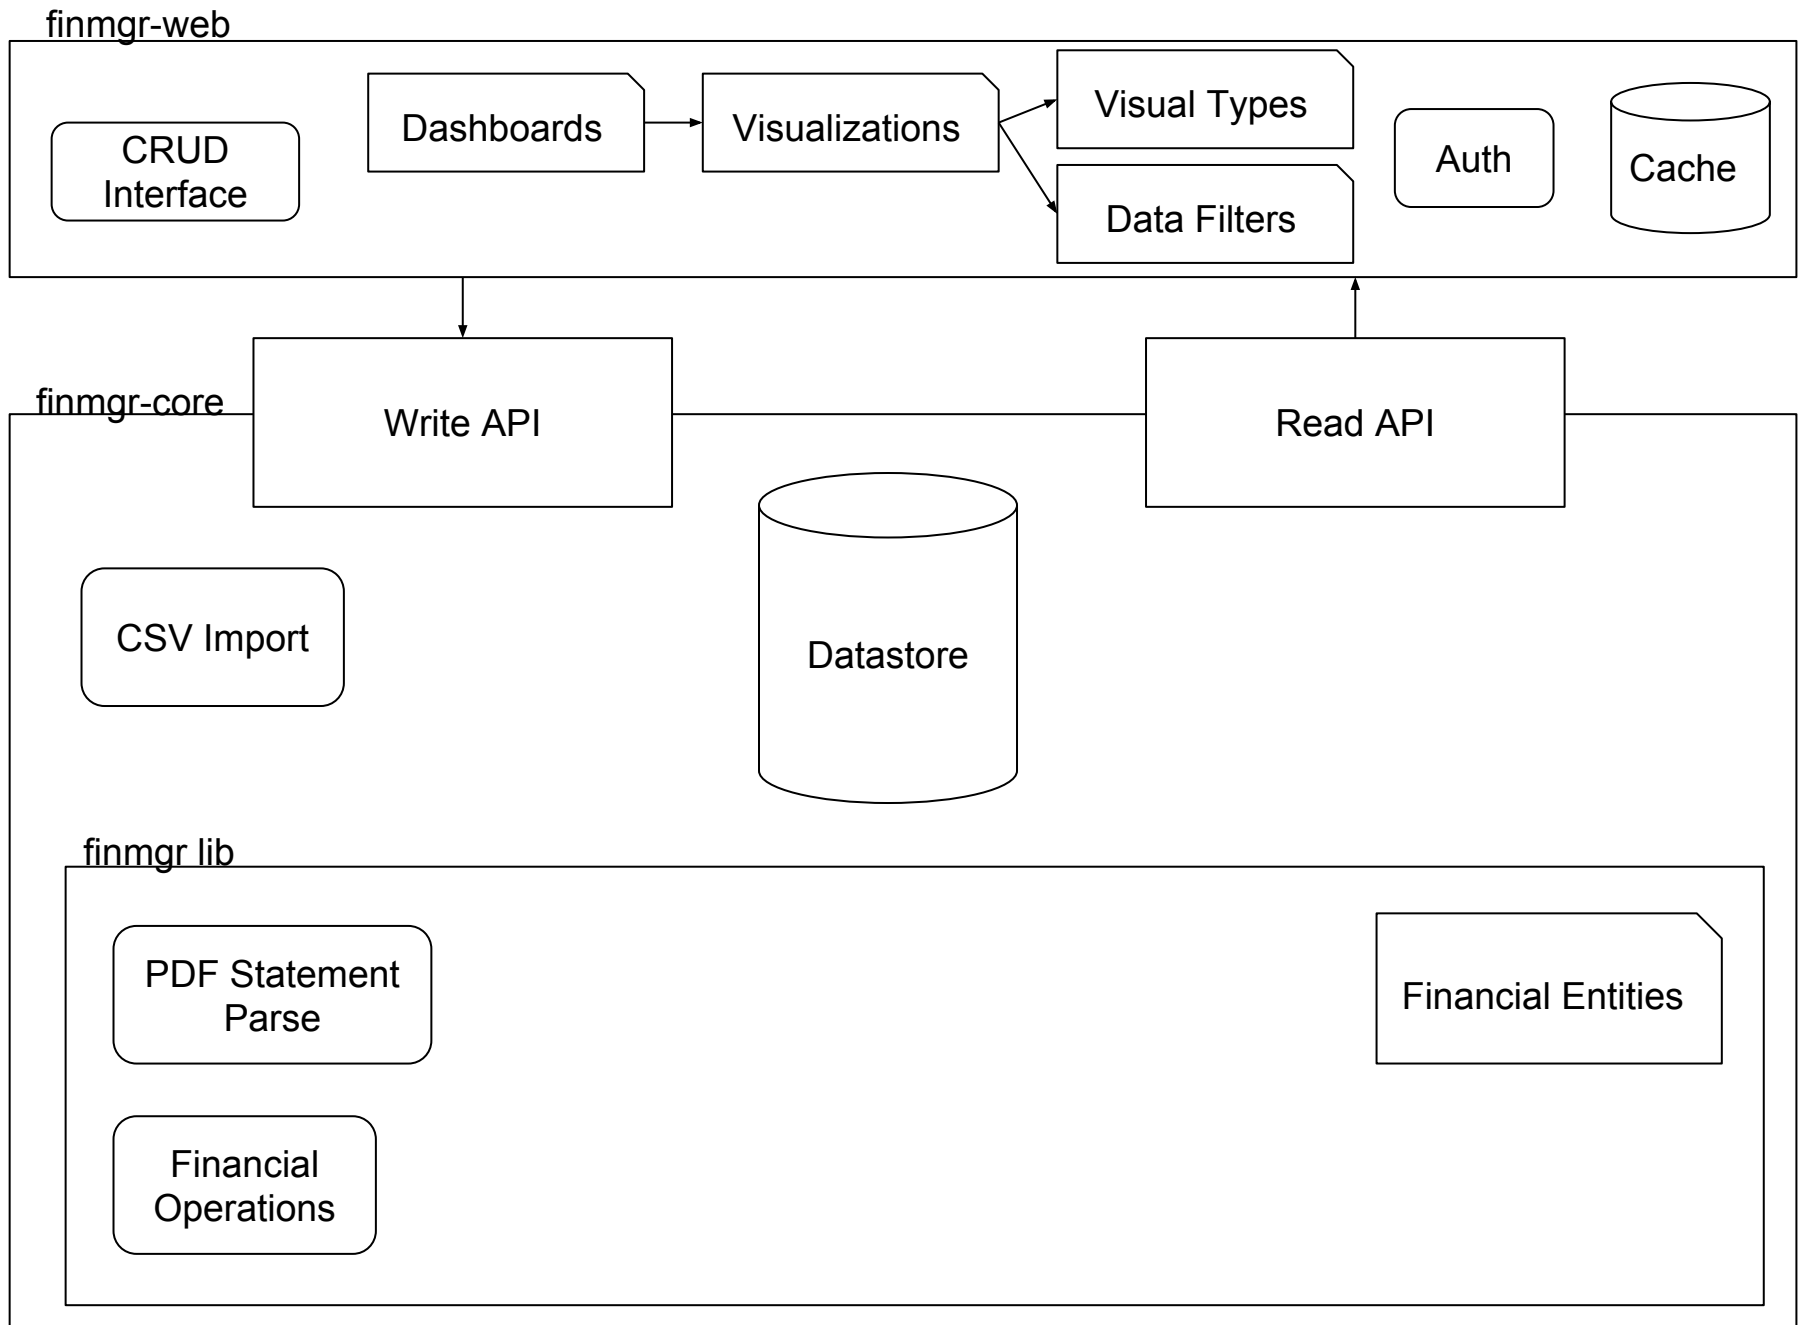 finmgr-web
CRUD
Interface
Dashboards
Visualizations
Visual Types
Data Filters
Auth
Cache
finmgr-core
Write API
Read API
CSV Import
Datastore
finmgr lib
PDF Statement
Parse
Financial Entities
Financial
Operations